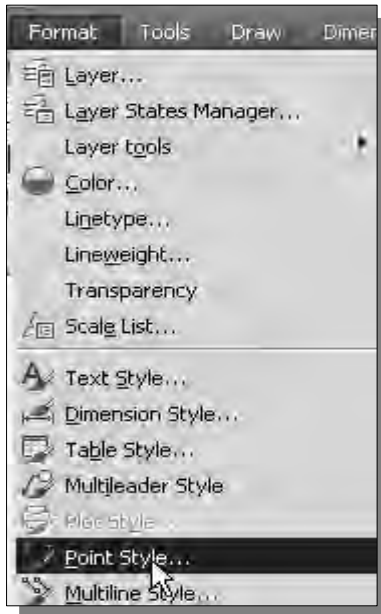 Format Tools Draw Dimen
Layer...
Layer States Manager...
Layer tools
Color...
Linetype...
Lineweight...
Transparency
Scale List...
Text Style...
Dimension Style...
Table Style...
Multileader Style
Plot Style...
Point Style...
Multiline Style...